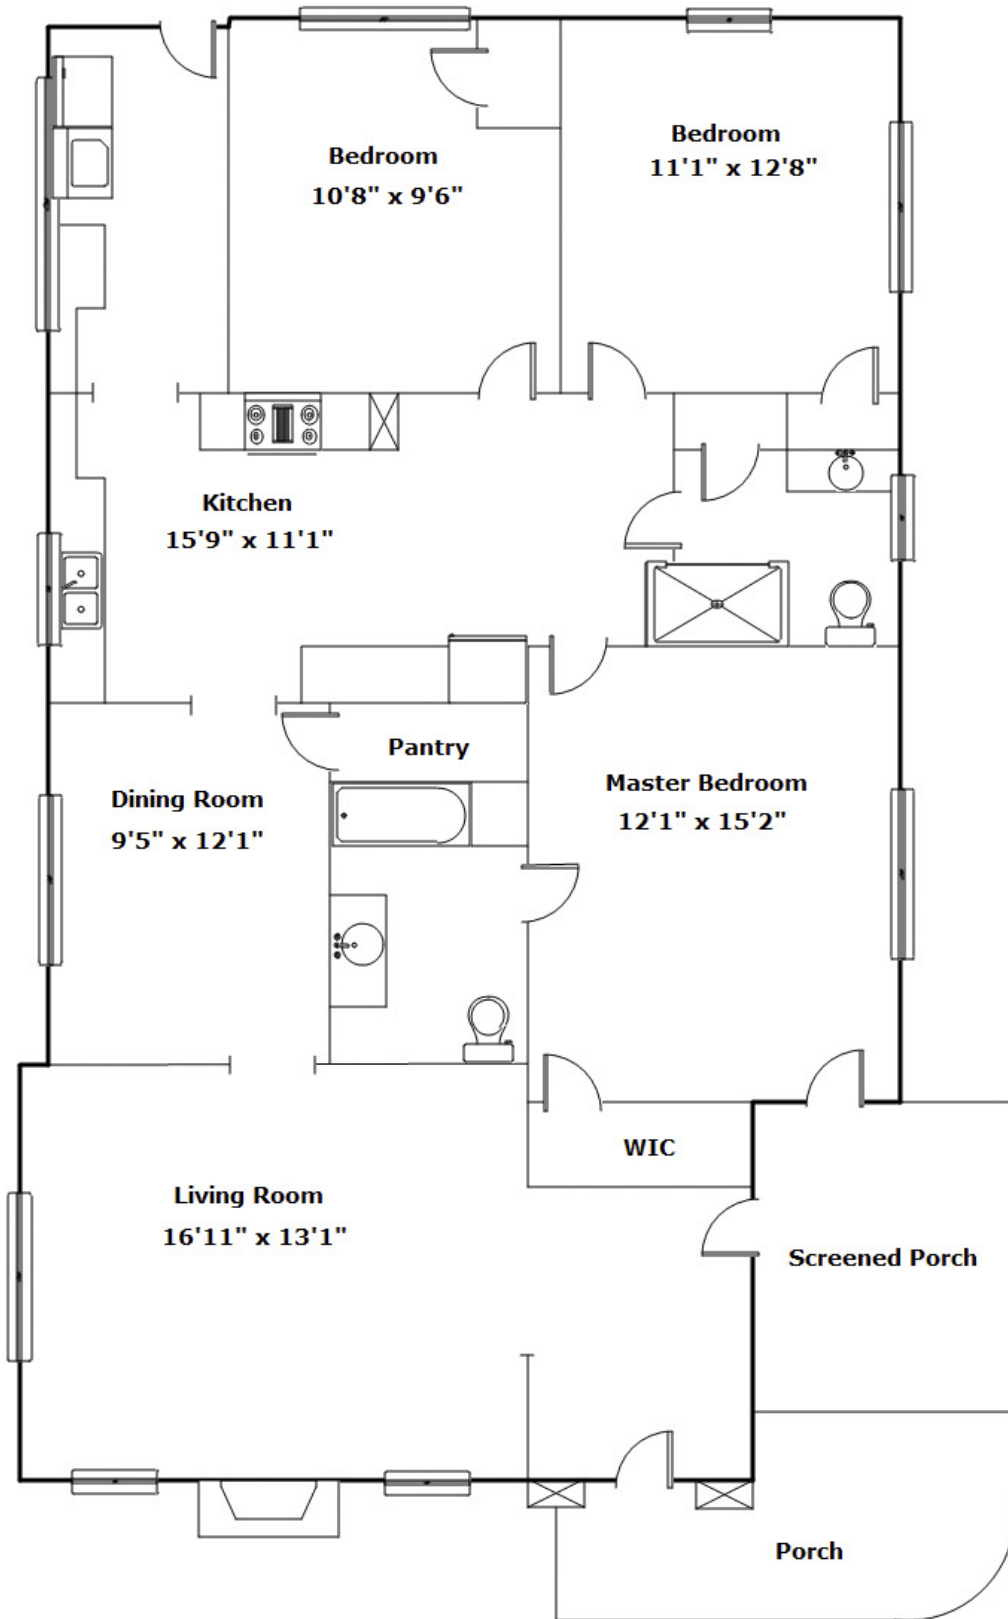 Bedroom
10'8" x 9'6"
Bedroom
11'1" x 12'8"
Kitchen
15'9" x 11'1"
Pantry
Dining Room
9'5" x 12'1"
Master Bedroom
12'1" x 15'2"
WIC
Living Room
16'11" x 13'1"
Screened Porch
Porch